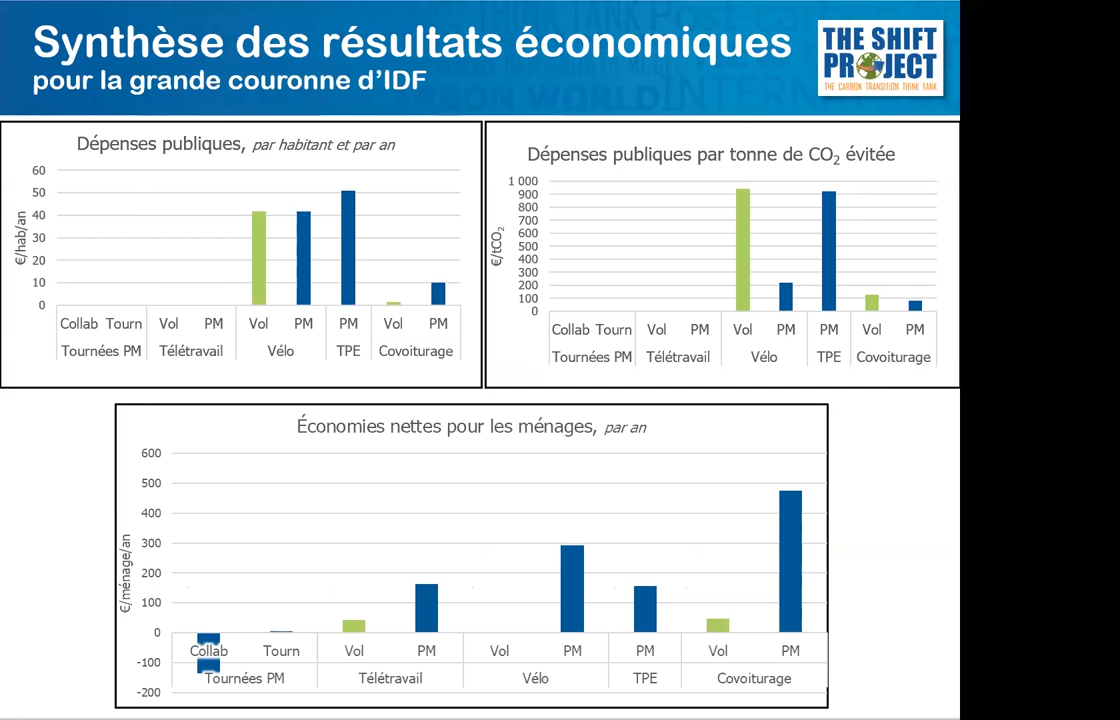 Synthèse des résultats économiques
pour la grande couronne d'IDF
THE SHIFT
PROJECT
THE CARBON TRANSITION THINK TANK
Dépenses publiques, par habitant et par an
60
50
40
30
20
10
0
€/hab/an
Collab Tourn Vol PM Vol PM PM Vol PM
Tournées PM Télétravail Vélo TPE Covoiturage
Dépenses publiques par tonne de CO₂ évitée
1 000
900
800
700
600
500
400
300
200
100
0
€/tCO₂
Collab Tourn Vol PM Vol PM PM Vol PM
Tournées PM Télétravail Vélo TPE Covoiturage
Économies nettes pour les ménages, par an
600
500
400
300
200
100
0
-100
-200
€/ménage/an
Collab Tourn Vol PM Vol PM PM Vol PM
Tournées PM Télétravail Vélo TPE Covoiturage